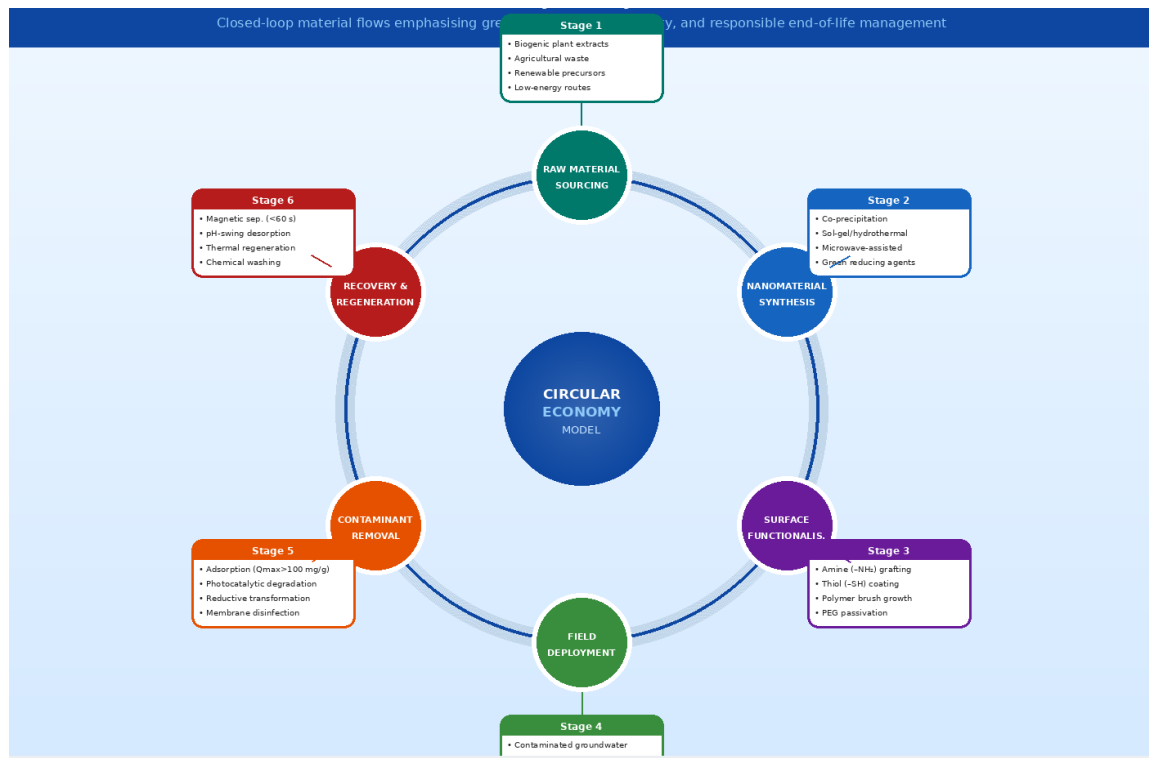 Closed-loop material flows emphasising gre
y, and responsible end-of-life management
Stage 1
• Biogenic plant extracts
• Agricultural waste
• Renewable precursors
• Low-energy routes
RAW MATERIAL
SOURCING
Stage 6
• Magnetic sep. (<60 s)
• pH-swing desorption
• Thermal regeneration
• Chemical washing
RECOVERY &
REGENERATION
Stage 2
• Co-precipitation
• Sol-gel/hydrothermal
• Microwave-assisted
• Green reducing agents
NANOMATERIAL
SYNTHESIS
CIRCULAR
ECONOMY
MODEL
CONTAMINANT
REMOVAL
Stage 5
• Adsorption (Qmax>100 mg/g)
• Photocatalytic degradation
• Reductive transformation
• Membrane disinfection
SURFACE
FUNCTIONALIS.
Stage 3
• Amine (–NH₂) grafting
• Thiol (–SH) coating
• Polymer brush growth
• PEG passivation
FIELD
DEPLOYMENT
Stage 4
• Contaminated groundwater